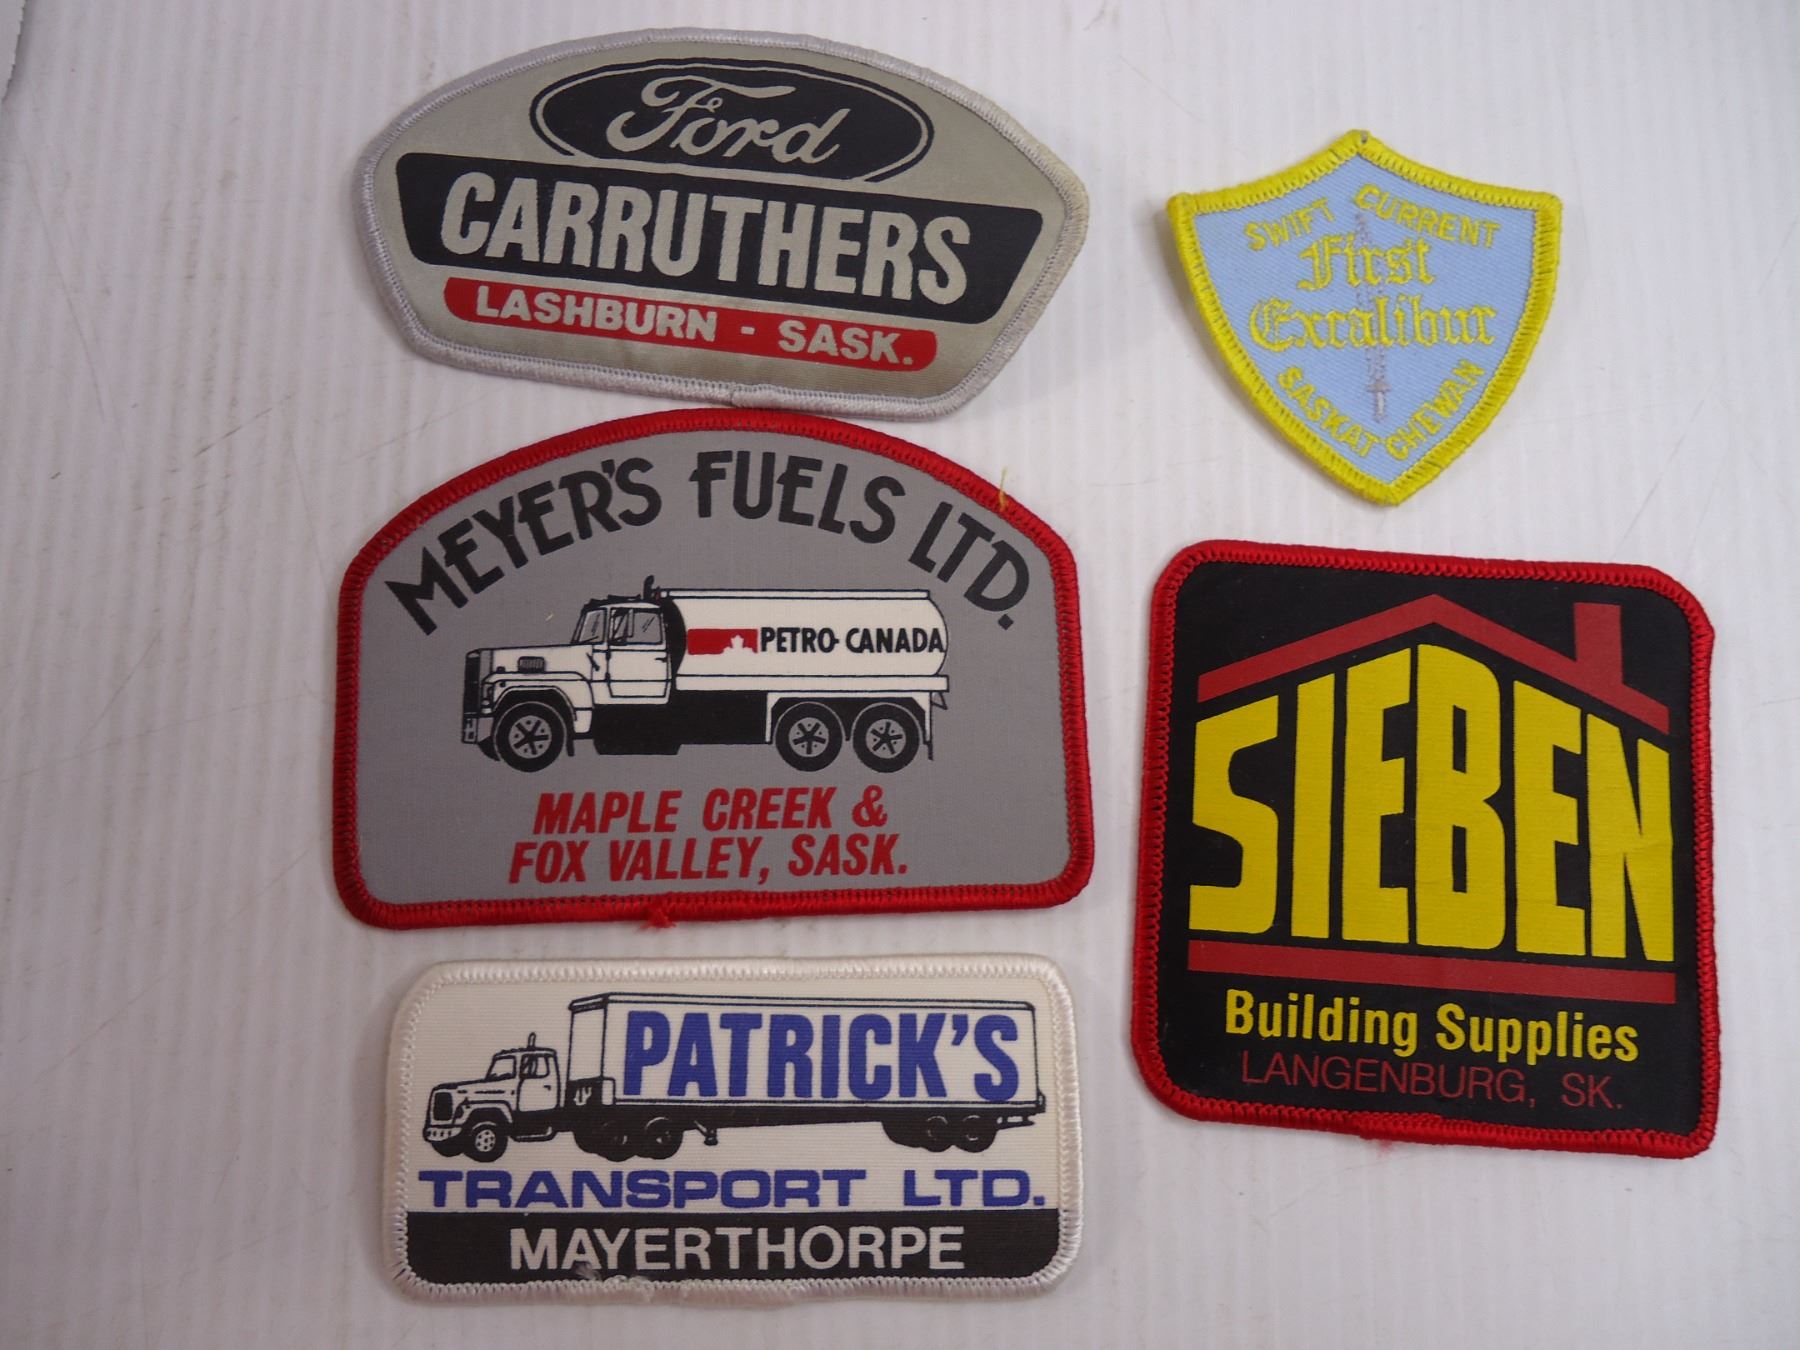 Ford
CARRUTHERS
LASHBURN - SASK.
SWIFT CURRENT
First
Excalibur
SASKATCHEWAN
MEYER'S FUELS LTD.
PETRO-CANADA
MAPLE CREEK &
FOX VALLEY, SASK.
SIEBEN
Building Supplies
LANGENBURG, SK.
PATRICK'S
TRANSPORT LTD.
MAYERTHORPE